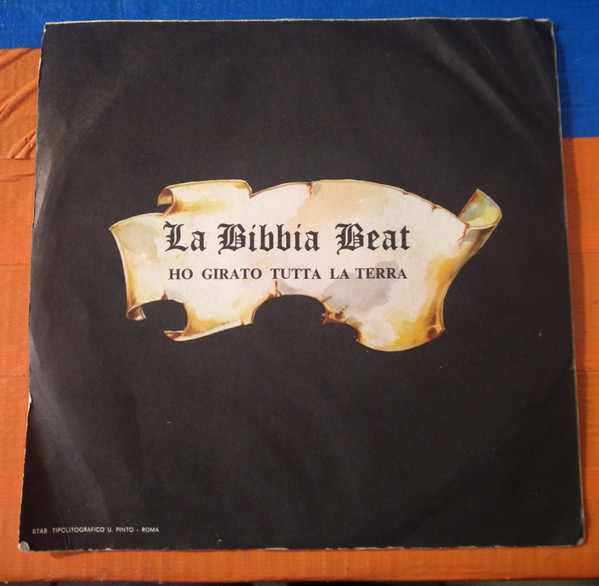 La Bibbia Beat
HO GIRATO TUTTA LA TERRA
STAB. TIPOLITOGRAFICO U. PINTO - ROMA